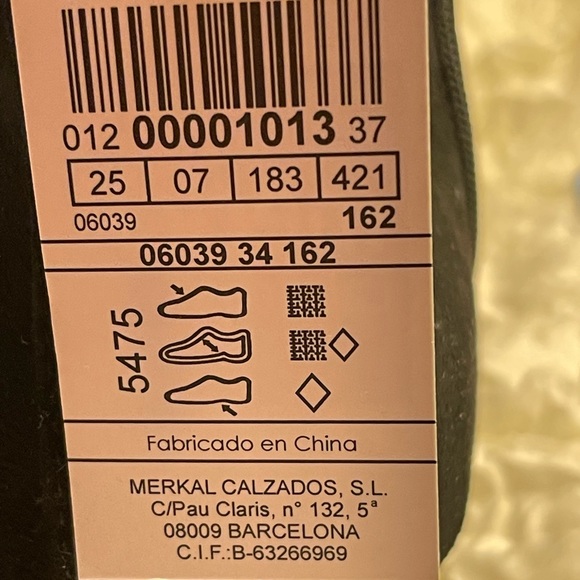 012 00001013 37
25 07 183 421
06039 162
06039 34 162
5475
Fabricado en China
MERKAL CALZADOS, S.L.
C/Pau Claris, n° 132, 5ª
08009 BARCELONA
C.I.F.:B-63266969